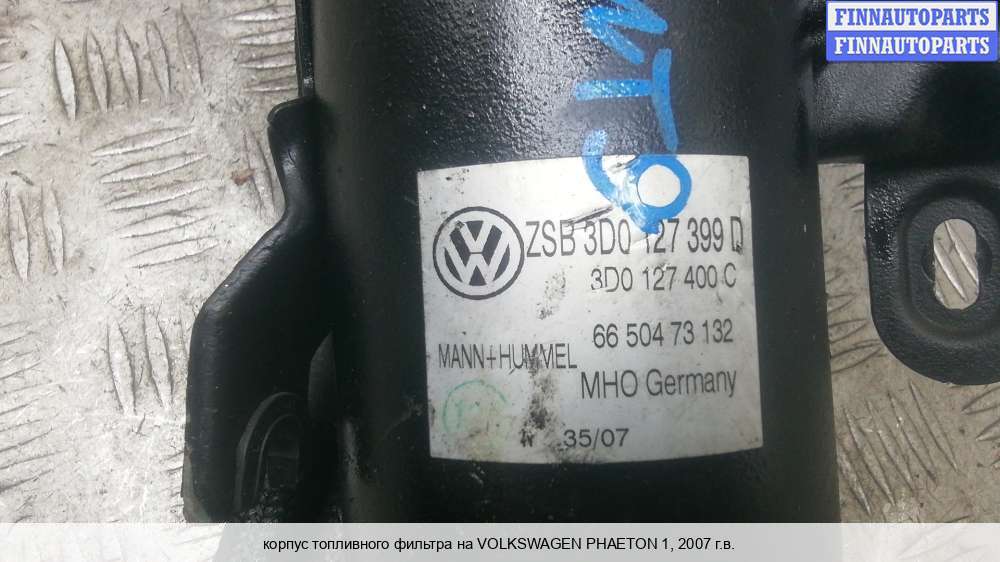 FINNAUTOPARTS
FINNAUTOPARTS
ZSB 3D0 127 399 D
3D0 127 400 C
66 504 73 132
MANN+HUMMEL
MHO Germany
35/07
корпус топливного фильтра на VOLKSWAGEN PHAETON 1, 2007 г.в.